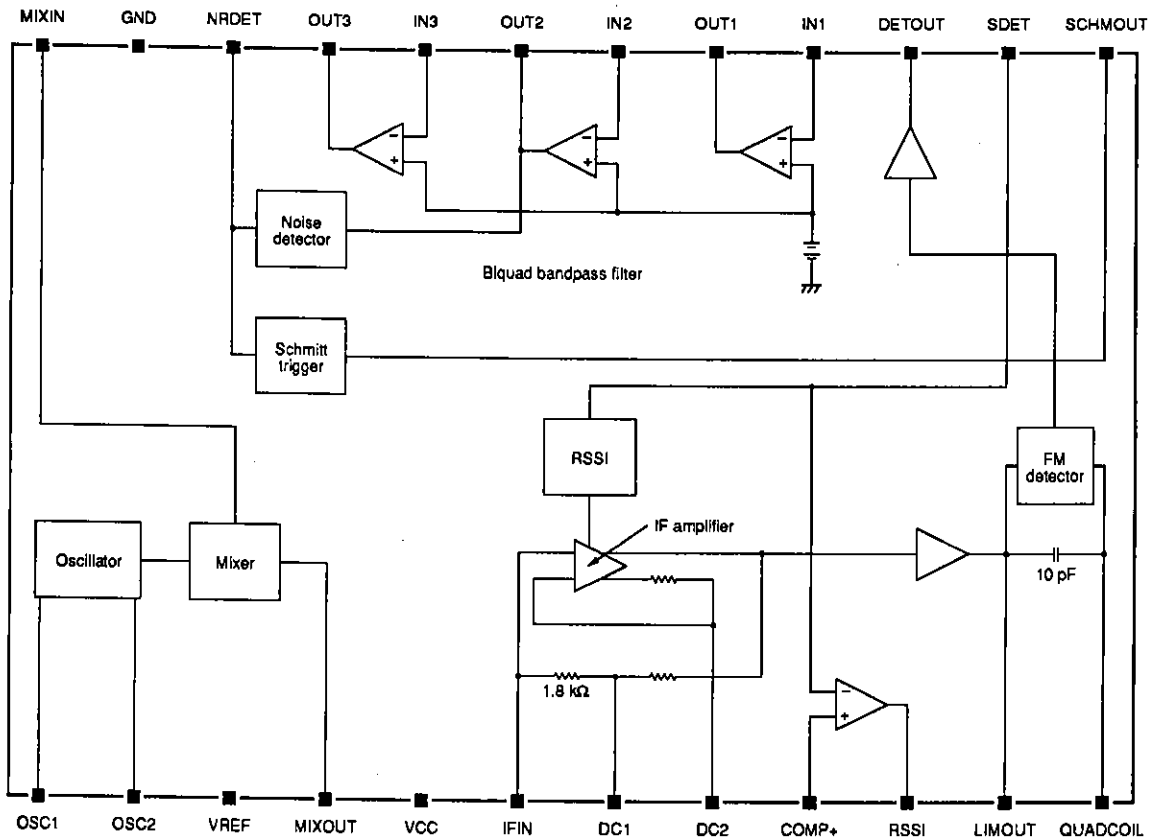 MIXIN GND NRDET OUT3 IN3 OUT2 IN2 OUT1 IN1 DETOUT SDET SCHMOUT
−
+
−
+
−
+
Noise
detector
Biquad bandpass filter
Schmitt
trigger
RSSI
FM
detector
IF amplifier
Oscillator
Mixer
10 pF
1.8 kΩ
−
+
OSC1 OSC2 VREF MIXOUT VCC IFIN DC1 DC2 COMP+ RSSI LIMOUT QUADCOIL